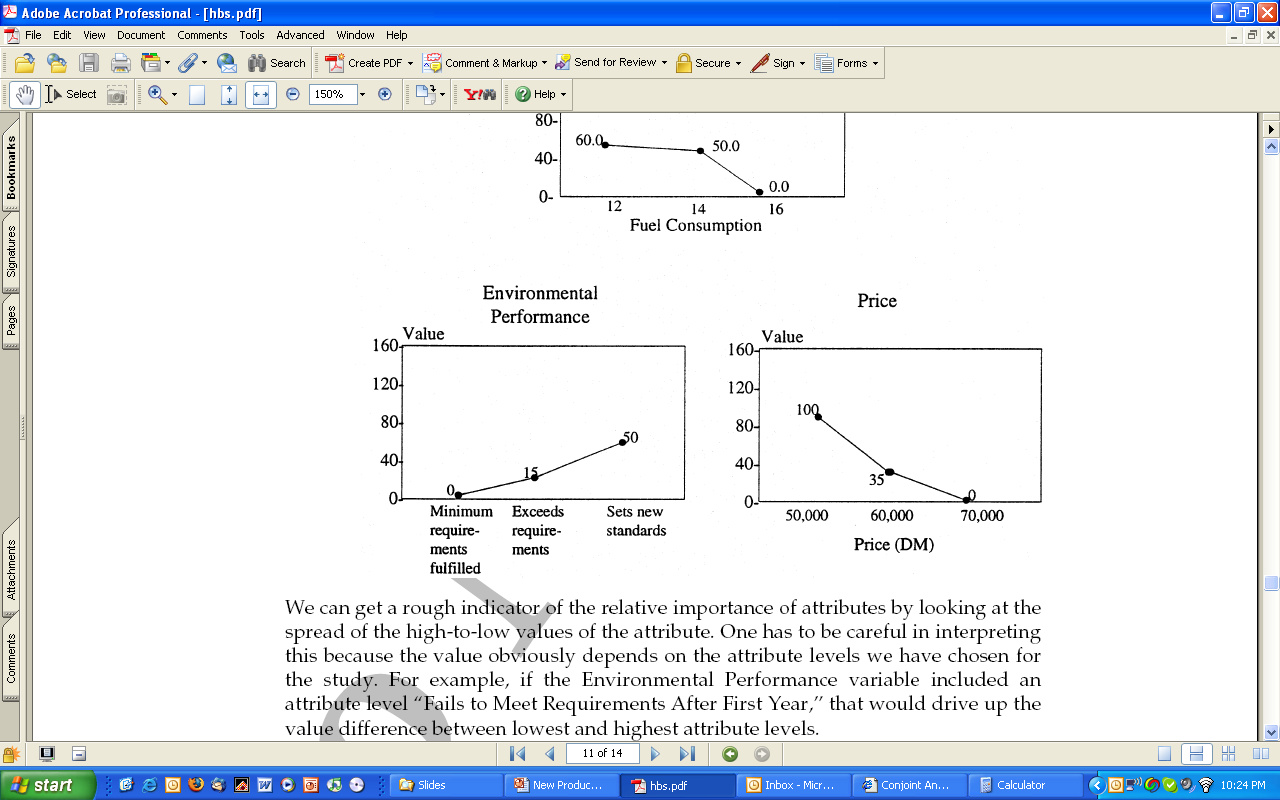 Adobe Acrobat Professional - [hbs.pdf]
File Edit View Document Comments Tools Advanced Window Help
Search Create PDF Comment & Markup Send for Review Secure Sign Forms
Select 150% Y! Help
Bookmarks
Signatures
Pages
Attachments
Comments
80-
60.0 50.0
40-
0.0
0-
12 14 16
Fuel Consumption
Environmental
Performance
Value
160
120
80
40
0
0 15 50
Minimum
require-
ments
fulfilled
Exceeds
require-
ments
Sets new
standards
Price
Value
160
120
80
40
0-
100 35 0
50,000 60,000 70,000
Price (DM)
We can get a rough indicator of the relative importance of attributes by looking at the
spread of the high-to-low values of the attribute. One has to be careful in interpreting
this because the value obviously depends on the attribute levels we have chosen for
the study. For example, if the Environmental Performance variable included an
attribute level “Fails to Meet Requirements After First Year,” that would drive up the
value difference between lowest and highest attribute levels.
11 of 14
start Slides New Produc... hbs.pdf Inbox - Micr... Conjoint An... Calculator 10:24 PM